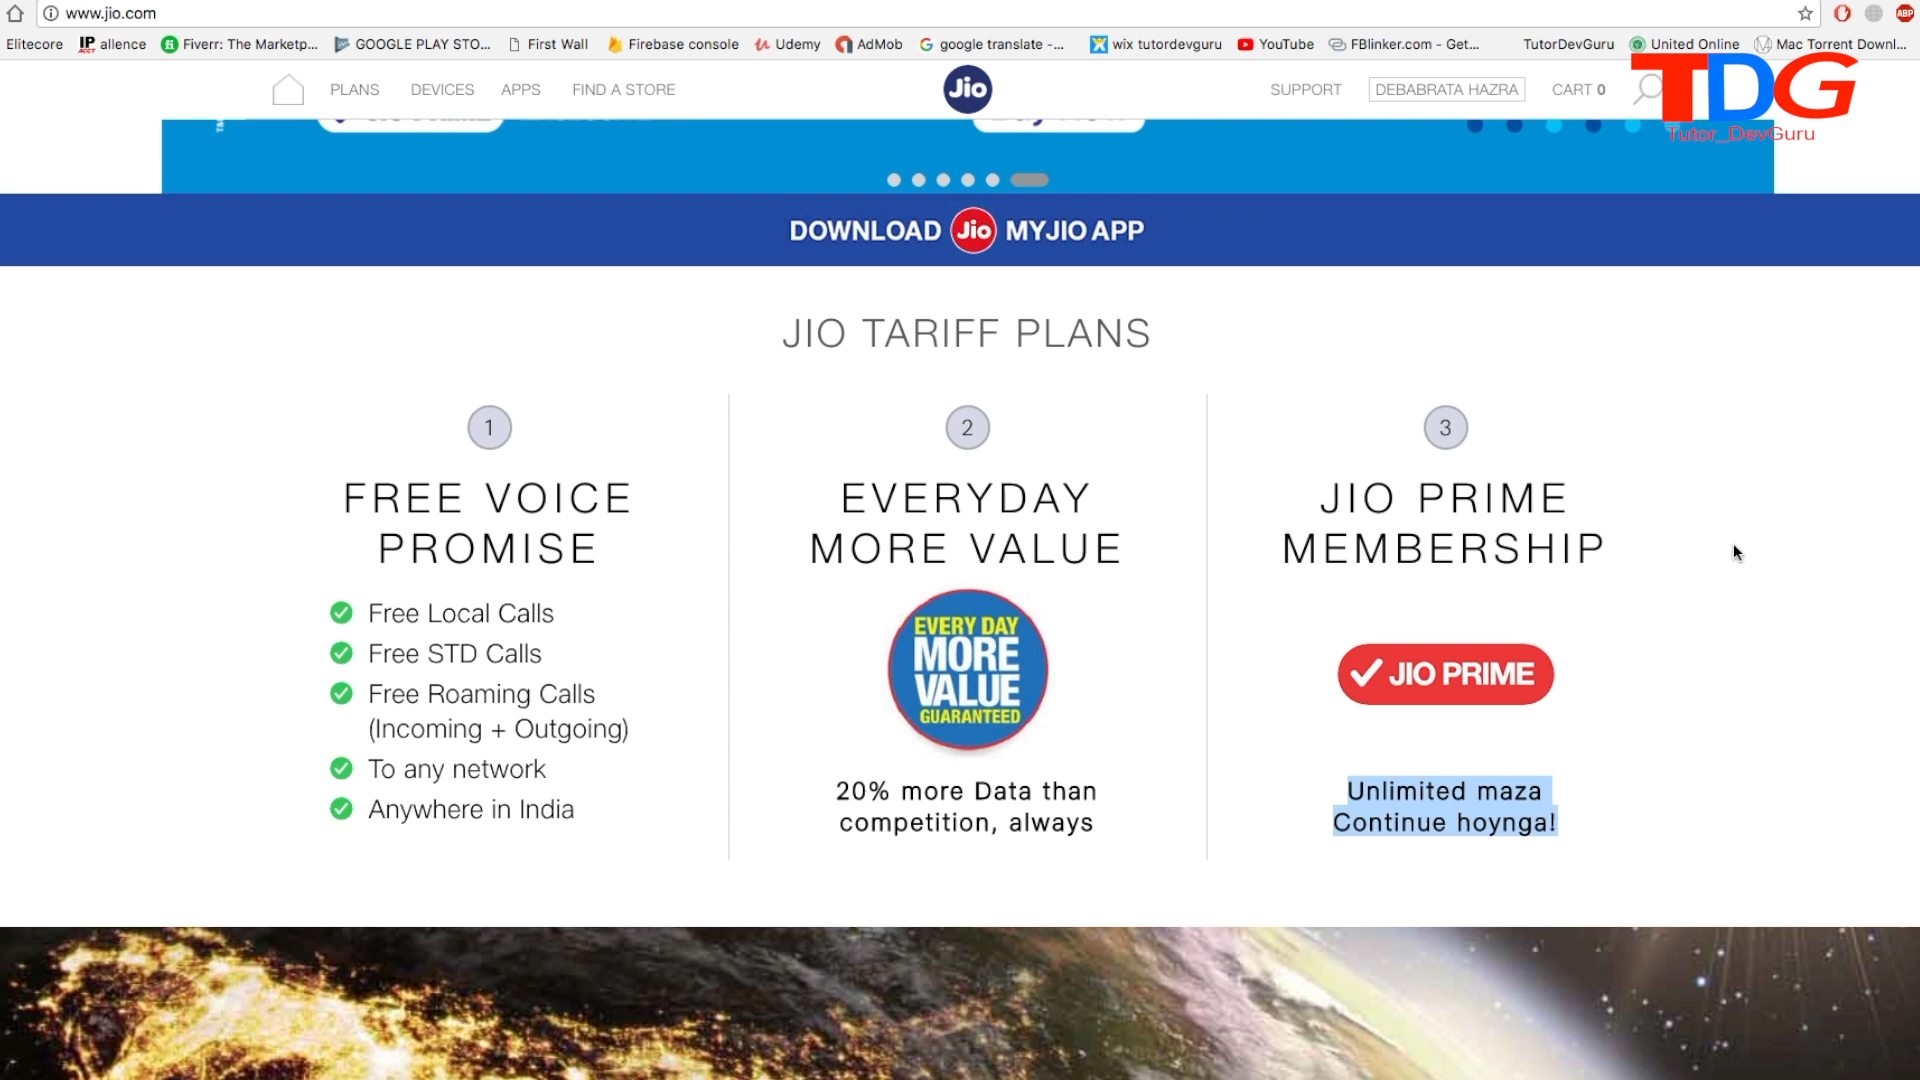 www.jio.com
ABP
Elitecore
IP
ACCT
allence
Fiverr: The Marketp...
GOOGLE PLAY STO...
First Wall
Firebase console
Udemy
AdMob
google translate -...
wix tutordevguru
YouTube
FBlinker.com - Get...
TutorDevGuru
United Online
Mac Torrent Downl...
PLANS
DEVICES
APPS
FIND A STORE
Jio
SUPPORT
DEBABRATA HAZRA
CART 0
TDG
Tutor_DevGuru
DOWNLOAD Jio MYJIO APP
JIO TARIFF PLANS
1
FREE VOICE
PROMISE
Free Local Calls
Free STD Calls
Free Roaming Calls
(Incoming + Outgoing)
To any network
Anywhere in India
2
EVERYDAY
MORE VALUE
EVERY DAY
MORE
VALUE
GUARANTEED
20% more Data than
competition, always
3
JIO PRIME
MEMBERSHIP
JIO PRIME
Unlimited maza
Continue hoynga!